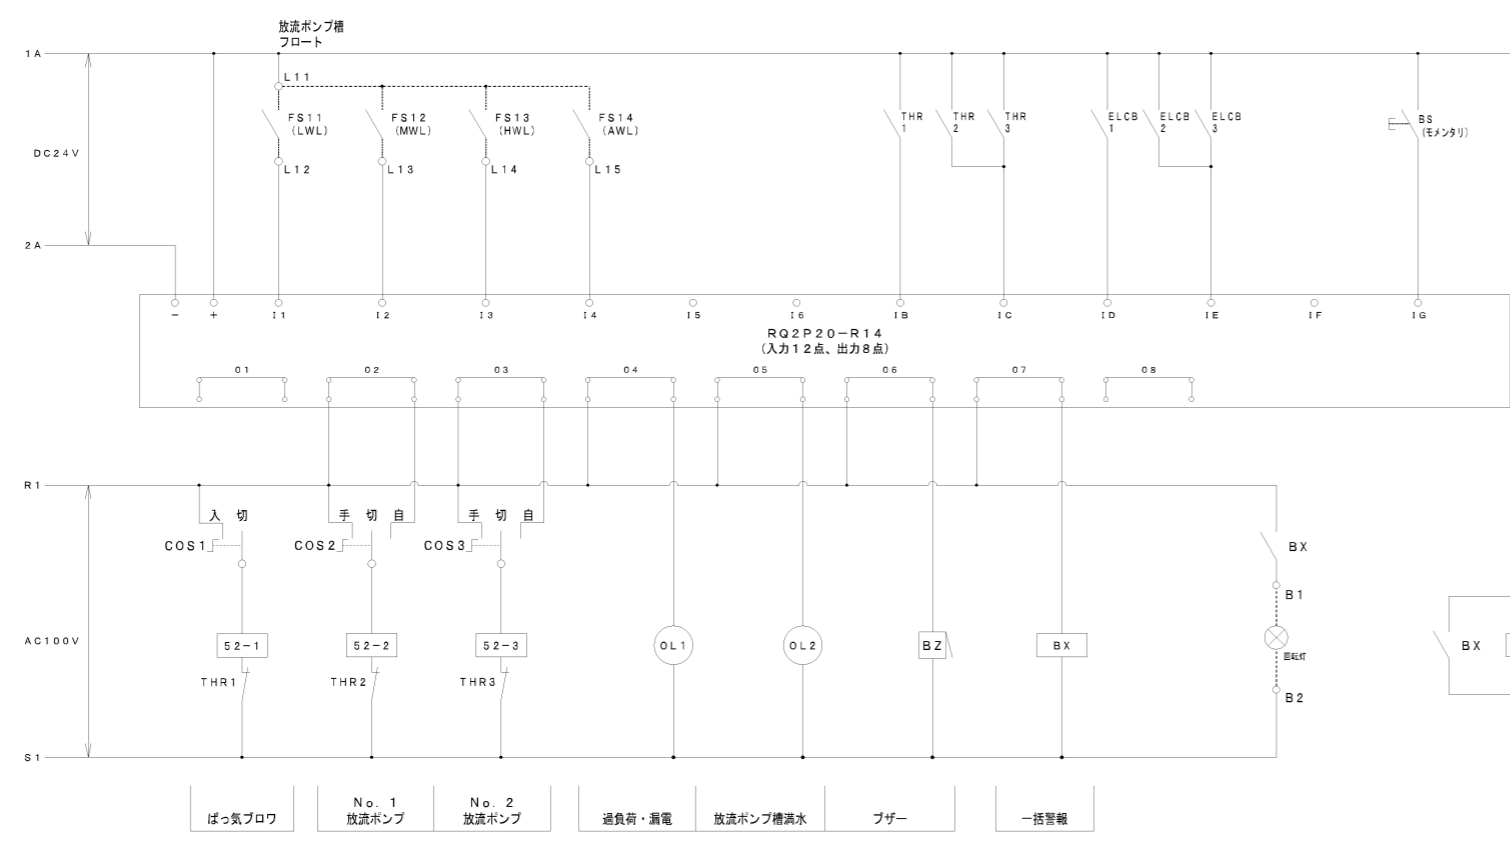 放流ポンプ槽
フロート
1A
L11
FS11
(LWL)
FS12
(MWL)
FS13
(HWL)
FS14
(AWL)
THR
1
THR
2
THR
3
ELCB
1
ELCB
2
ELCB
3
BS
(モメンタリ)
DC24V
L12
L13
L14
L15
2A
－
＋
I1
I2
I3
I4
I5
I6
IB
IC
ID
IE
IF
IG
RQ2P20－R14
(入力12点、出力8点)
01
02
03
04
05
06
07
08
R1
入 切
手 切 自
手 切 自
COS1
COS2
COS3
BX
B1
AC100V
52-1
52-2
52-3
OL1
OL2
BZ
BX
回転灯
BX
THR1
THR2
THR3
B2
S1
ばっ気ブロワ
No. 1
放流ポンプ
No. 2
放流ポンプ
過負荷・漏電
放流ポンプ槽満水
ブザー
一括警報